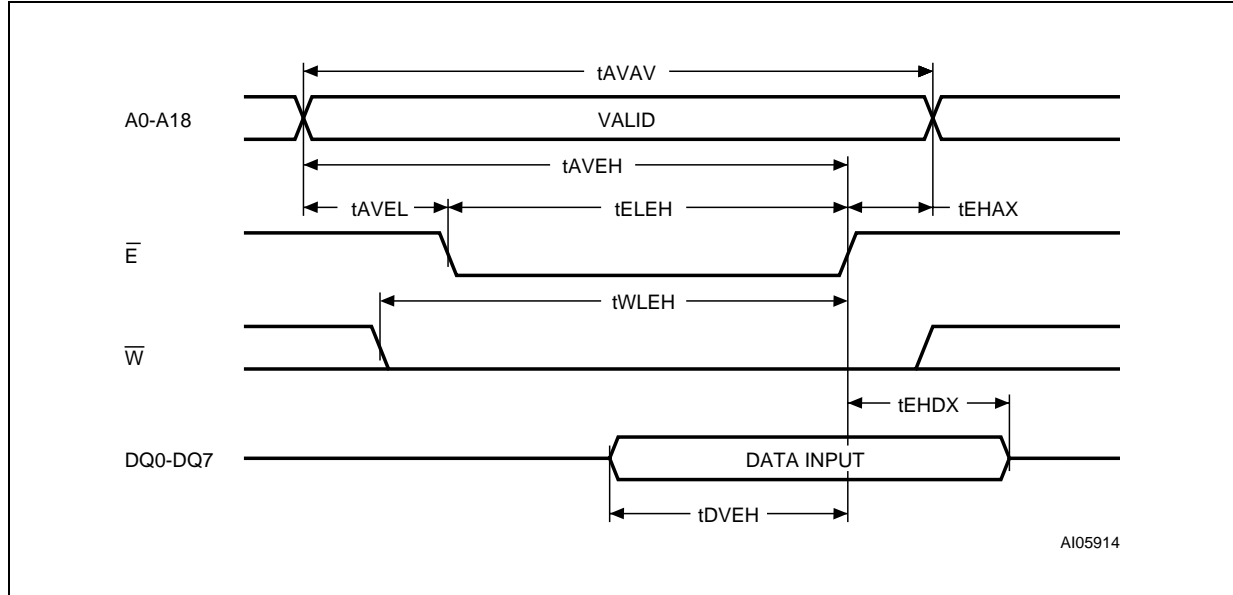 tAVAV
A0-A18
VALID
tAVEH
tAVEL
tELEH
tEHAX
E̅
tWLEH
W̅
tEHDX
DQ0-DQ7
DATA INPUT
tDVEH
AI05914